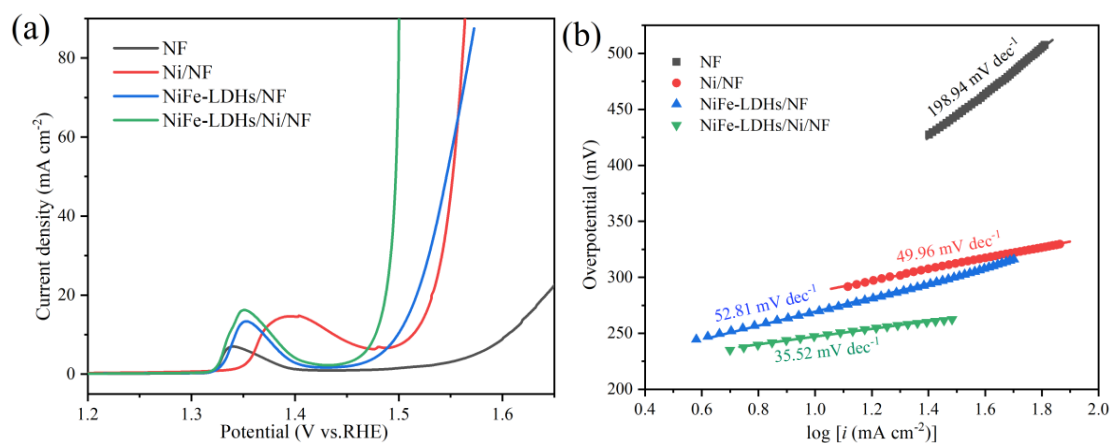 (a)
NF
Ni/NF
NiFe-LDHs/NF
NiFe-LDHs/Ni/NF
Current density (mA cm⁻²)
80
60
40
20
0
1.2
1.3
1.4
1.5
1.6
Potential (V vs.RHE)
(b)
NF
Ni/NF
NiFe-LDHs/NF
NiFe-LDHs/Ni/NF
198.94 mV dec⁻¹
49.96 mV dec⁻¹
52.81 mV dec⁻¹
35.52 mV dec⁻¹
Overpotential (mV)
500
450
400
350
300
250
200
0.4
0.6
0.8
1.0
1.2
1.4
1.6
1.8
2.0
log [i (mA cm⁻²)]